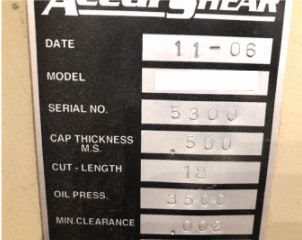 AccurShear
DATE 11-06
MODEL
SERIAL NO. 5300
CAP THICKNESS .500
M.S.
CUT - LENGTH 12
OIL PRESS. 3500
MIN.CLEARANCE .002